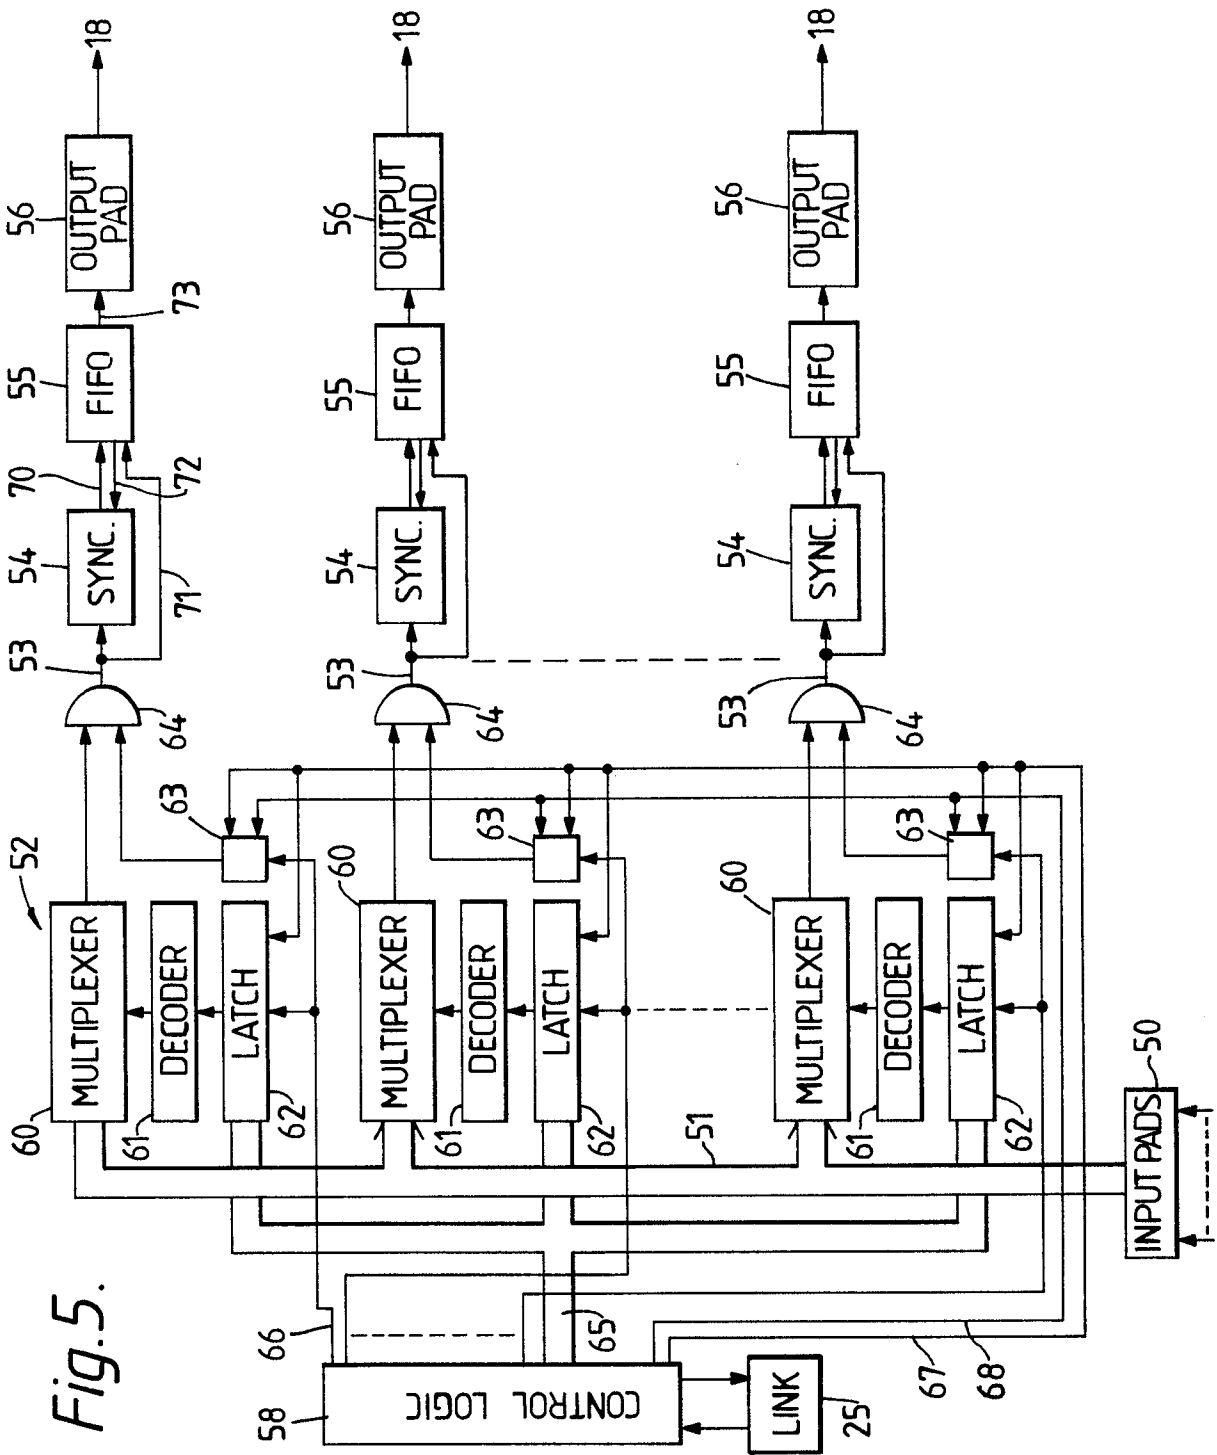 Fig.5.
52
60
MULTIPLEXER
61
DECODER
62
LATCH
63
64
53
54
SYNC.
70
71
72
55
FIFO
73
56
OUTPUT
PAD
18
60
MULTIPLEXER
61
DECODER
62
LATCH
63
64
53
54
SYNC.
55
FIFO
56
OUTPUT
PAD
18
60
MULTIPLEXER
61
DECODER
62
LATCH
63
64
53
54
SYNC.
55
FIFO
56
OUTPUT
PAD
18
51
66
65
58
CONTROL LOGIC
67
68
LINK
25
INPUT PADS
50